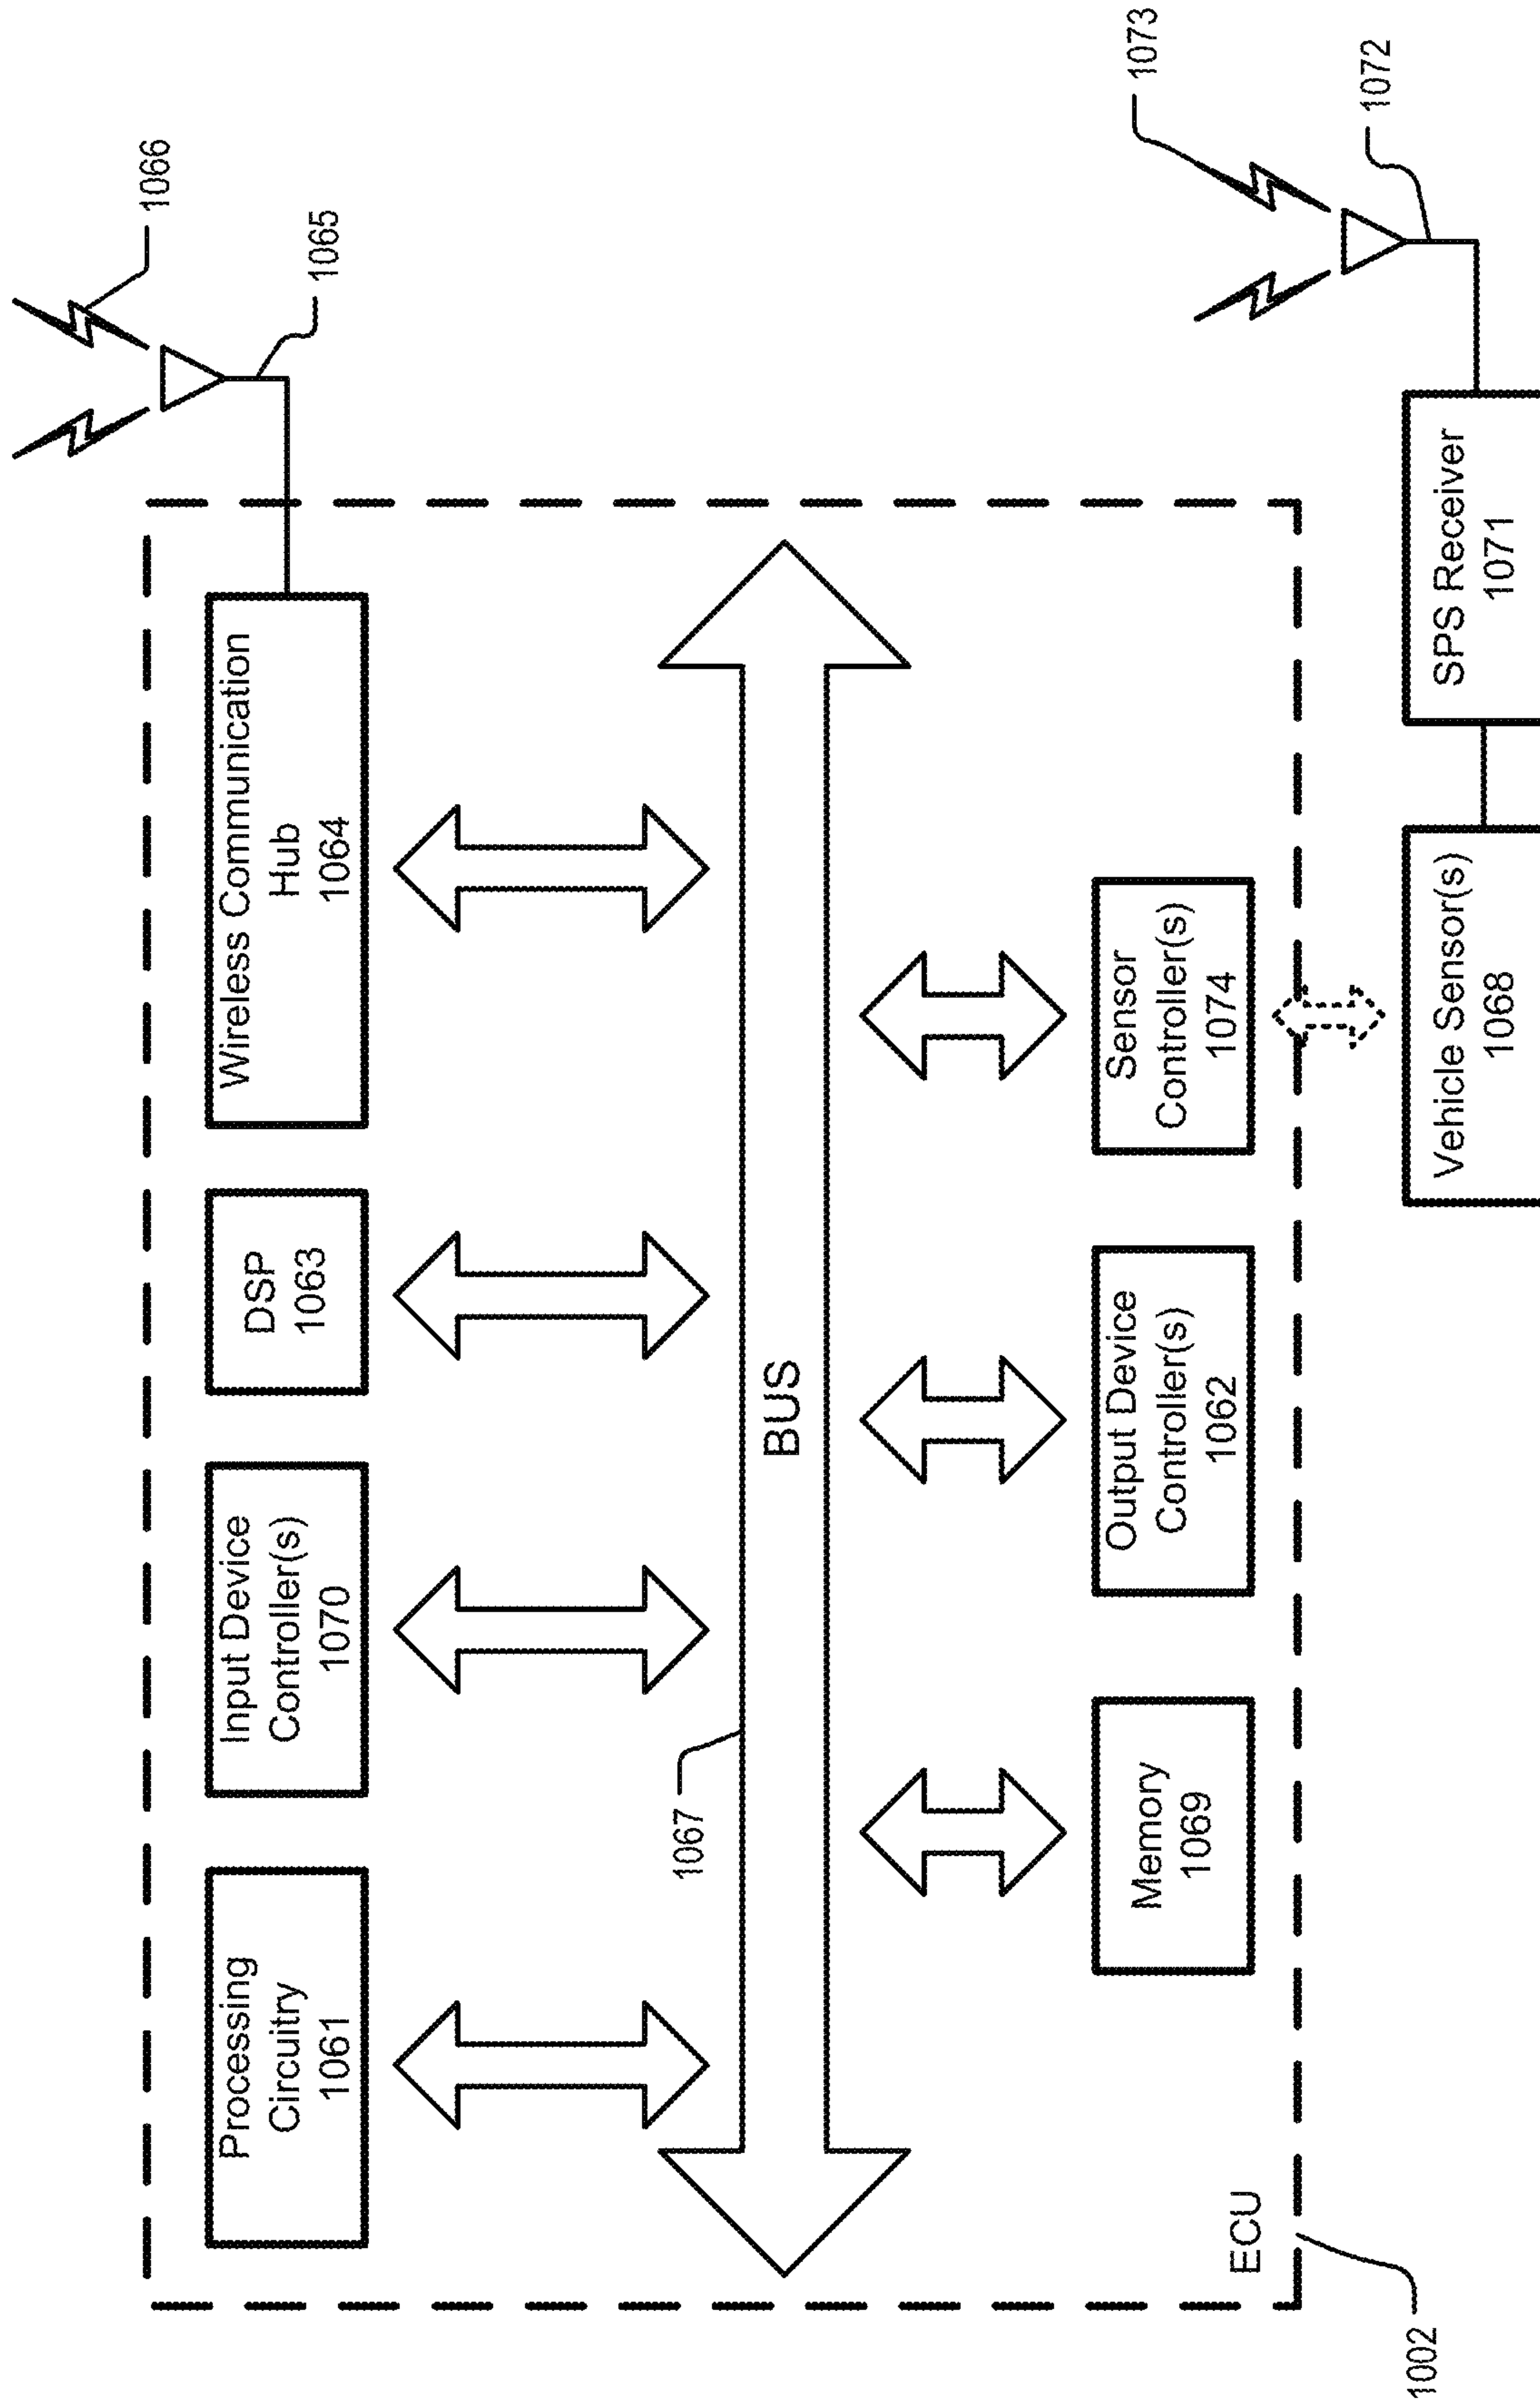 1066
1065
Processing
Circuitry
1061
Input Device
Controller(s)
1070
DSP
1063
Wireless Communication
Hub
1064
1067
BUS
1073
1072
Memory
1069
Output Device
Controller(s)
1062
Sensor
Controller(s)
1074
ECU
1002
Vehicle Sensor(s)
1068
SPS Receiver
1071